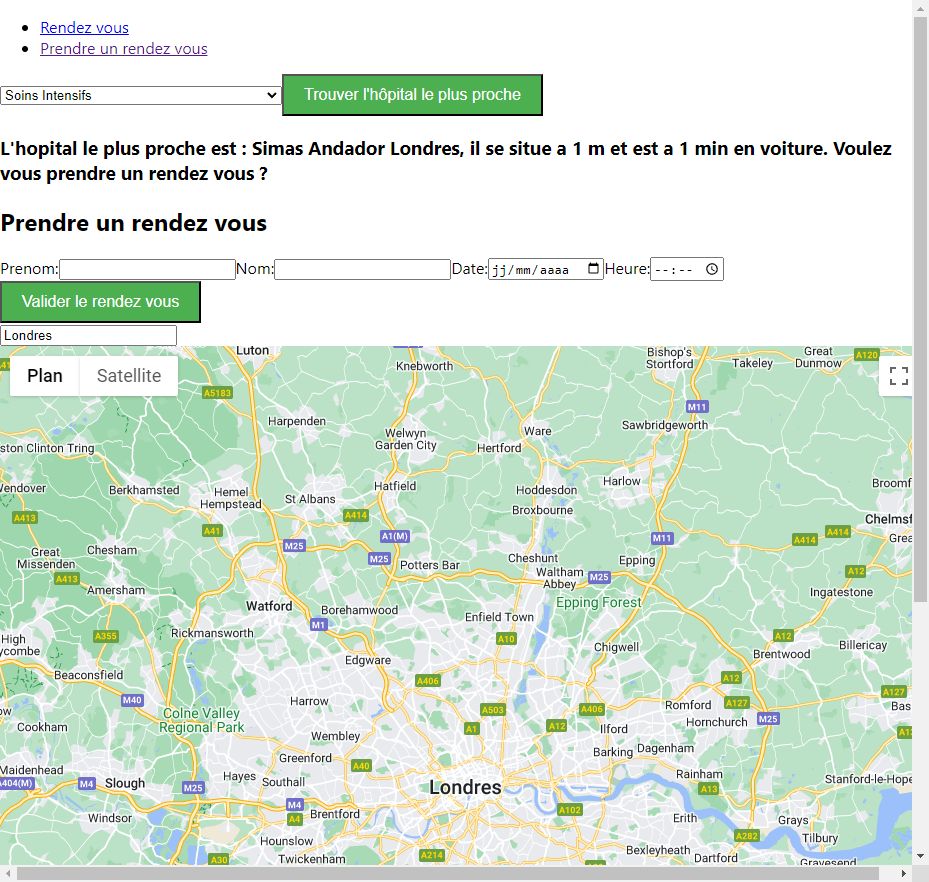 Rendez vous
Prendre un rendez vous
Soins Intensifs
Trouver l'hôpital le plus proche
L'hopital le plus proche est : Simas Andador Londres, il se situe a 1 m et est a 1 min en voiture. Voulez
vous prendre un rendez vous ?
Prendre un rendez vous
Prenom: Nom: Date: jj/mm/aaaa Heure: --:--
Valider le rendez vous
Londres
Plan Satellite
Luton
Knebworth
Bishop's
Stortford
Takeley
Great
Dunmow
A120
A5183
M11
Harpenden
Welwyn
Garden City
Hertford
Ware
Sawbridgeworth
ston Clinton Tring
Berkhamsted
Hemel
Hempstead
St Albans
Hatfield
Hoddesdon
Broxbourne
Harlow
Broomf
Chelmsf
A413
A41
A414
A1(M)
M25
M25
M11
A414
A414
Great
Missenden
Chesham
Potters Bar
Cheshunt
Waltham
Abbey
M25
Epping
Epping Forest
A12
Ingatestone
A413
Amersham
Watford
Borehamwood
Enfield Town
M1
A10
A355
Rickmansworth
Chigwell
A12
Brentwood
Billericay
High
ycombe
Beaconsfield
Edgware
A406
A12
M40
Harrow
A503
A406
Romford
A127
A127
Cookham
Colne Valley
Regional Park
A1
A12
Ilford
Hornchurch
M25
Wembley
Barking
Dagenham
Greenford
A40
Maidenhead
A404(M)
M4
Slough
M25
Hayes
Southall
Londres
Rainham
A13
Stanford-le-Hope
Windsor
M4
A4
Brentford
A102
Erith
Grays
A282
Tilbury
Hounslow
Twickenham
A30
A214
Bexleyheath
Dartford
Gravesend